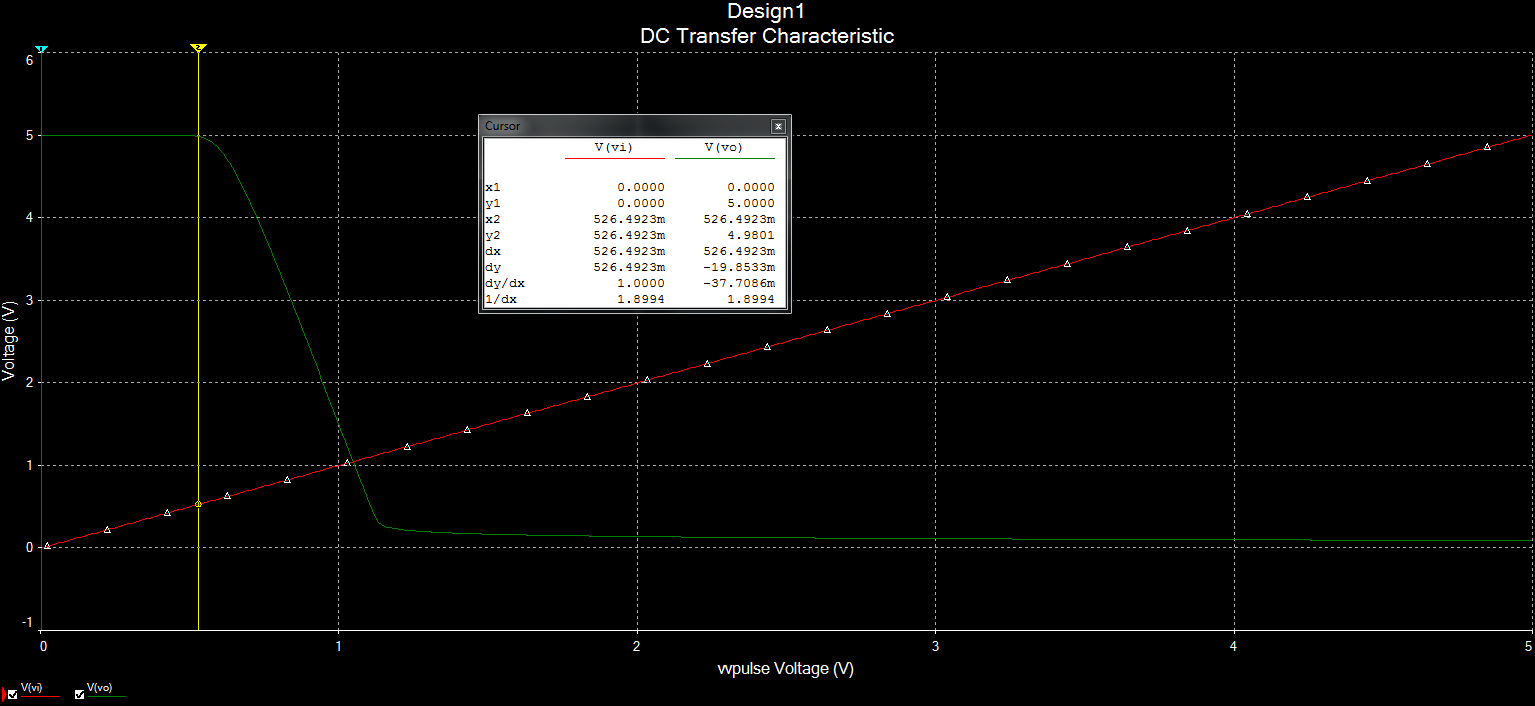 Design1
DC Transfer Characteristic
2
6
5
4
3
2
1
0
-1
Voltage (V)
Cursor
x
V(vi) V(vo)
x1 0.0000 0.0000
y1 0.0000 5.0000
x2 526.4923m 526.4923m
y2 526.4923m 4.9801
dx 526.4923m 526.4923m
dy 526.4923m -19.8533m
dy/dx 1.0000 -37.7086m
1/dx 1.8994 1.8994
0 1 2 3 4 5
vvpulse Voltage (V)
V(vi) V(vo)